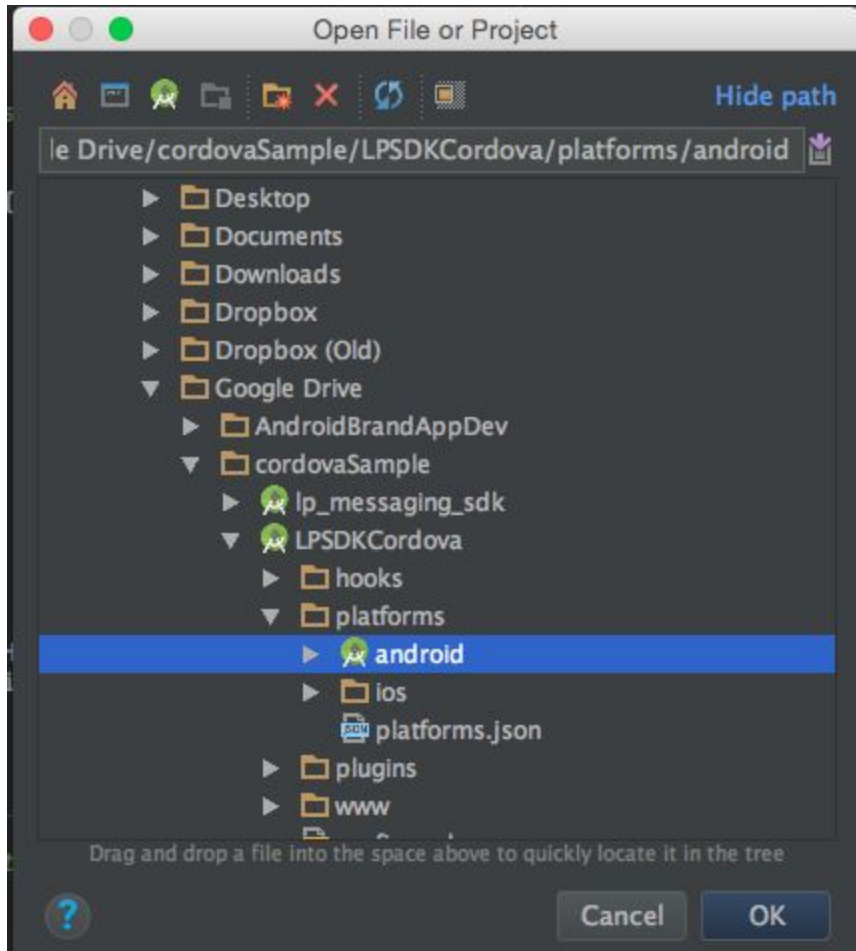 Open File or Project
Hide path
le Drive/cordovaSample/LPSDKCordova/platforms/android
Desktop
Documents
Downloads
Dropbox
Dropbox (Old)
Google Drive
AndroidBrandAppDev
cordovaSample
lp_messaging_sdk
LPSDKCordova
hooks
platforms
android
ios
JSON platforms.json
plugins
www
Drag and drop a file into the space above to quickly locate it in the tree
?
Cancel
OK